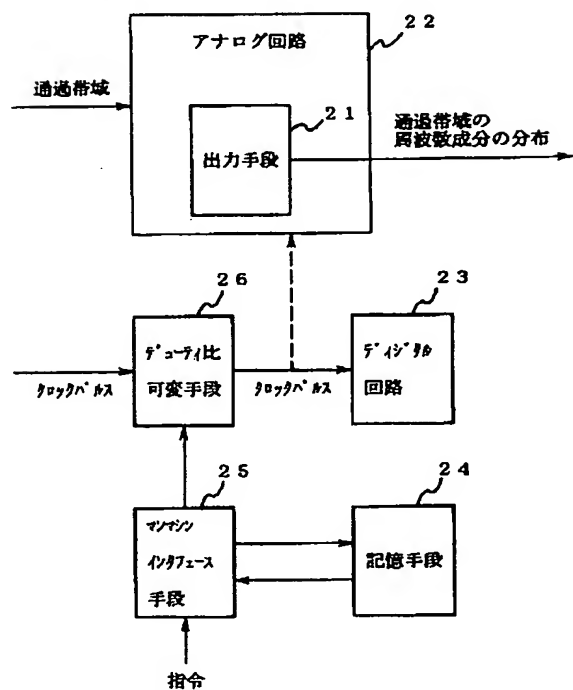 アナログ回路
22
通過帯域
21
出力手段
通過帯域の
周波数成分の分布
26
デューティ比
可変手段
クロックパルス
クロックパルス
23
ディジタル
回路
25
マンマシン
インタフェース
手段
24
記憶手段
指令